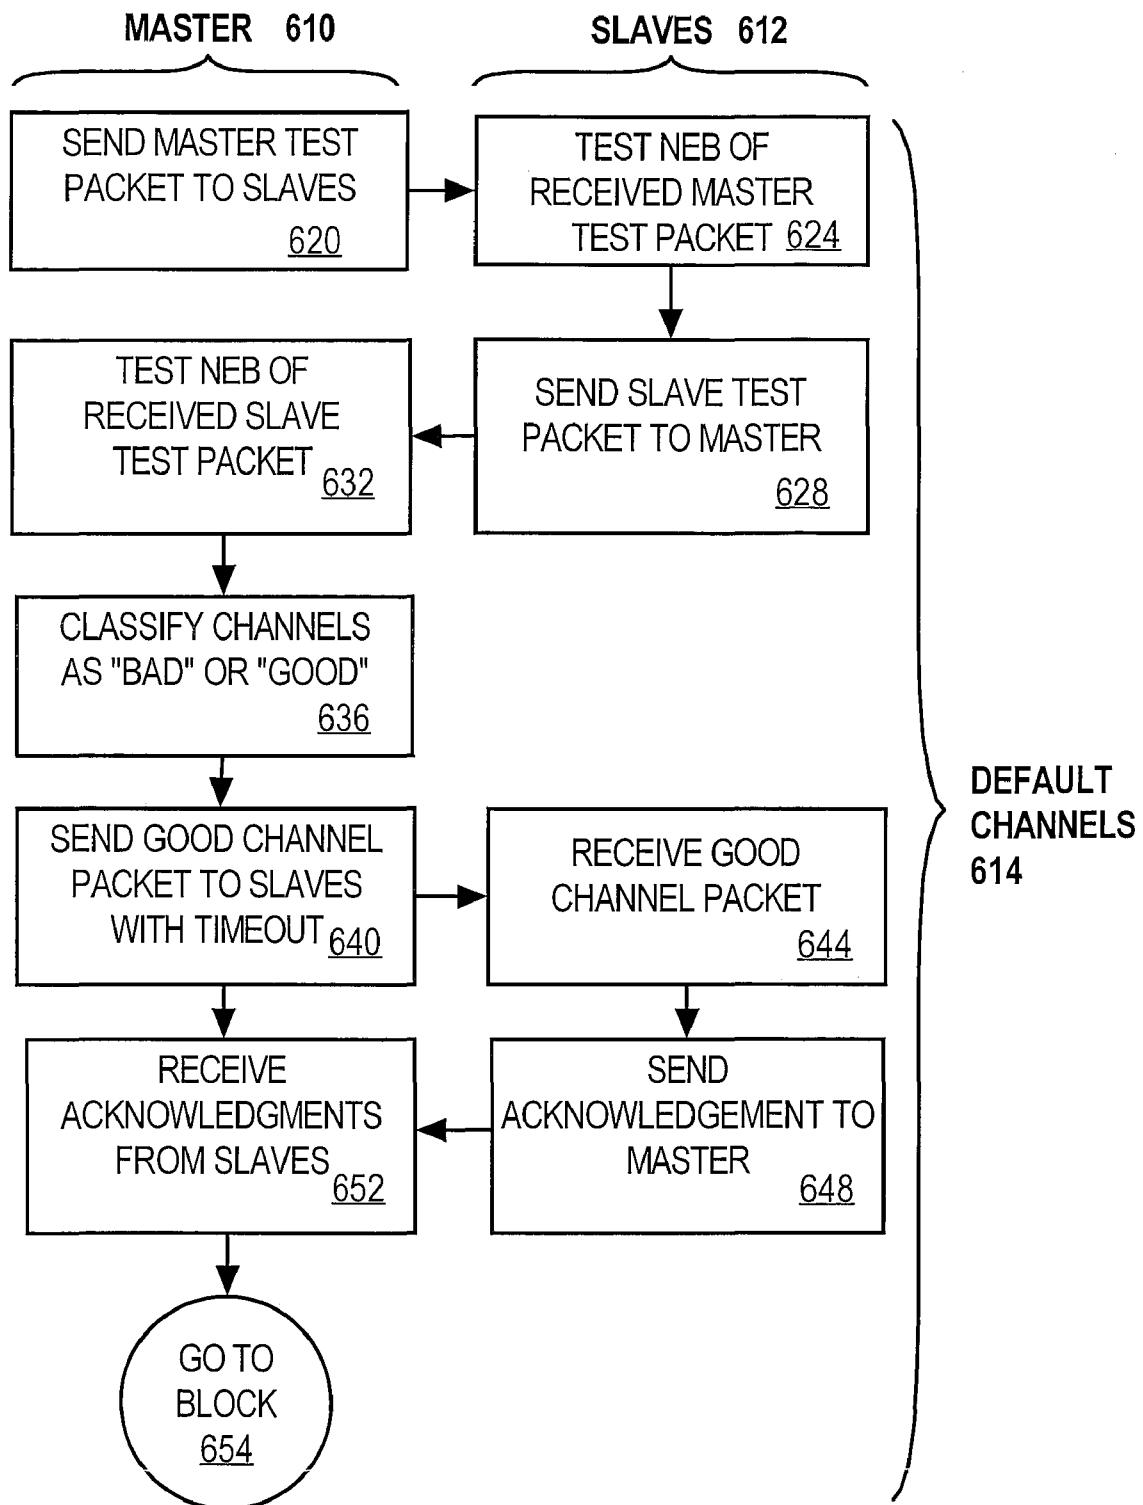 MASTER 610
SLAVES 612
SEND MASTER TEST
PACKET TO SLAVES
620
TEST NEB OF
RECEIVED MASTER
TEST PACKET 624
TEST NEB OF
RECEIVED SLAVE
TEST PACKET 632
SEND SLAVE TEST
PACKET TO MASTER
628
CLASSIFY CHANNELS
AS "BAD" OR "GOOD"
636
DEFAULT
CHANNELS
614
SEND GOOD CHANNEL
PACKET TO SLAVES
WITH TIMEOUT 640
RECEIVE GOOD
CHANNEL PACKET
644
RECEIVE
ACKNOWLEDGMENTS
FROM SLAVES 652
SEND
ACKNOWLEDGEMENT TO
MASTER
648
GO TO
BLOCK
654